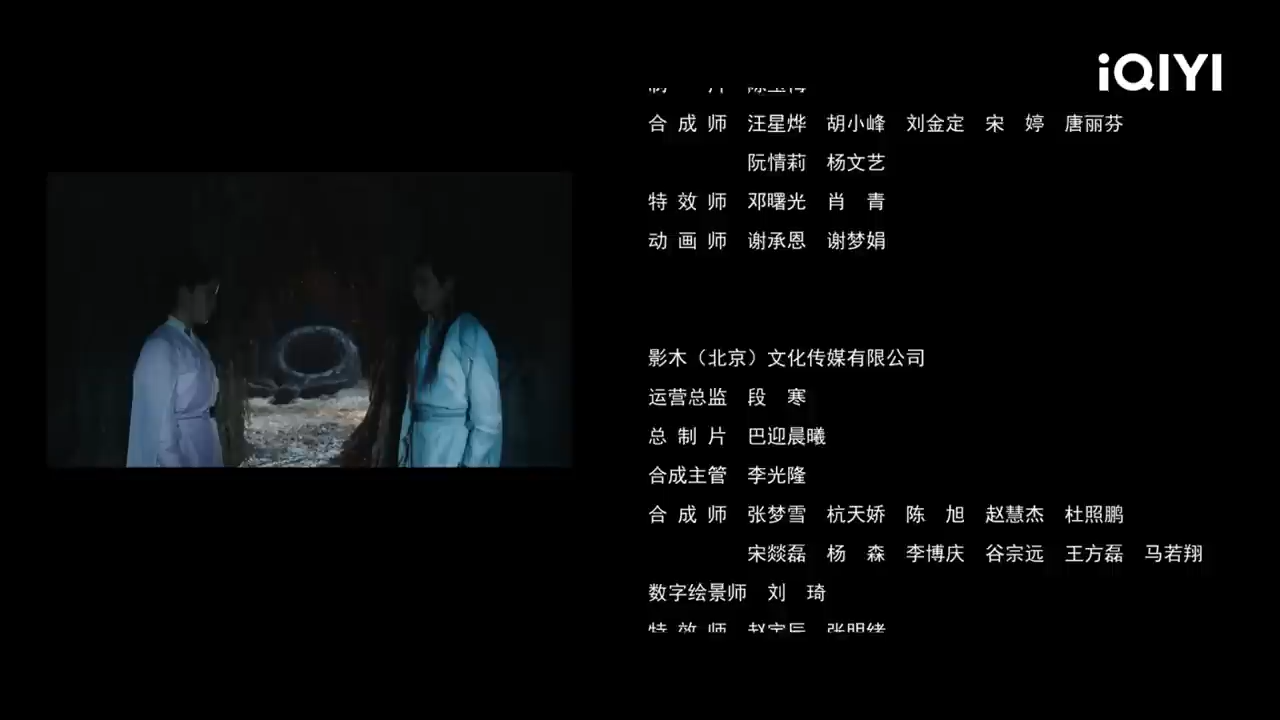 iQIYI
合成师 汪星烨 胡小峰 刘金定 宋婷 唐丽芬
阮情莉 杨文艺
特效师 邓曙光 肖青
动画师 谢承恩 谢梦娟
影木（北京）文化传媒有限公司
运营总监 段寒
总制片 巴迎晨曦
合成主管 李光隆
合成师 张梦雪 杭天娇 陈旭 赵慧杰 杜照鹏
宋燚磊 杨森 李博庆 谷宗远 王方磊 马若翔
数字绘景师 刘琦
特效师